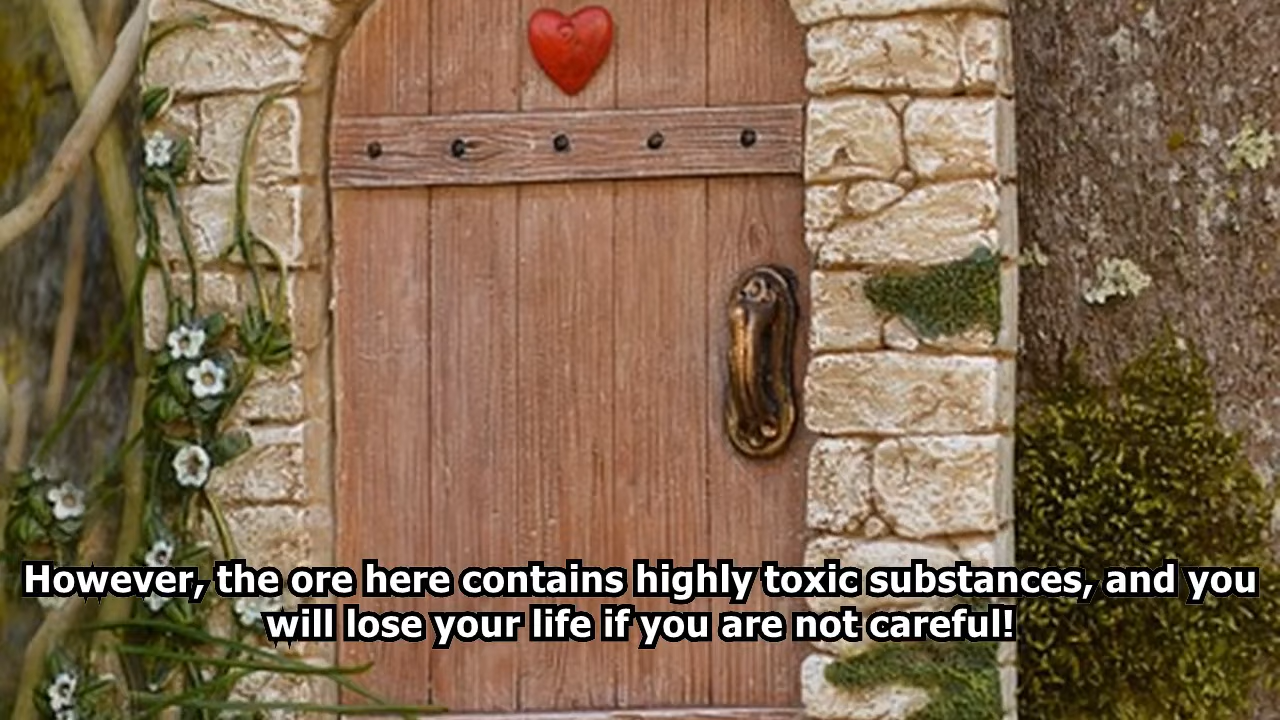 However, the ore here contains highly toxic substances, and you
will lose your life if you are not careful!